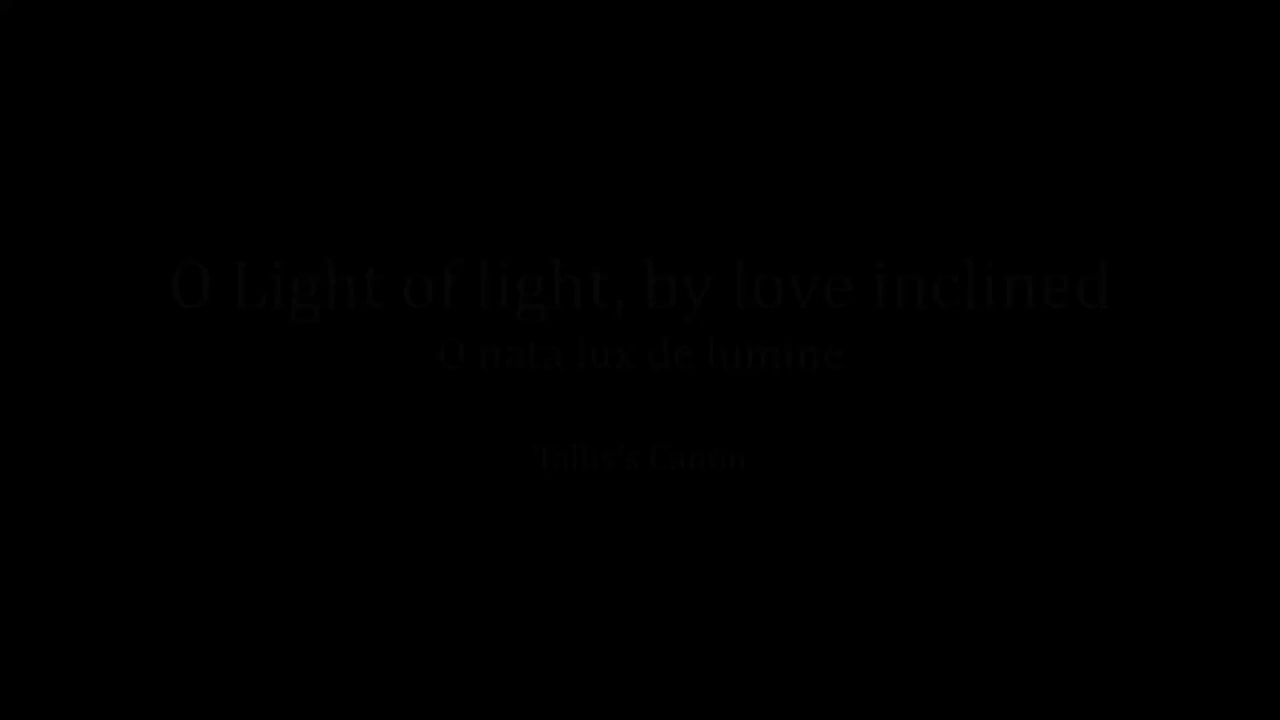 O Light of light, by love inclined
O nata lux de lumine
Tallis's Canon